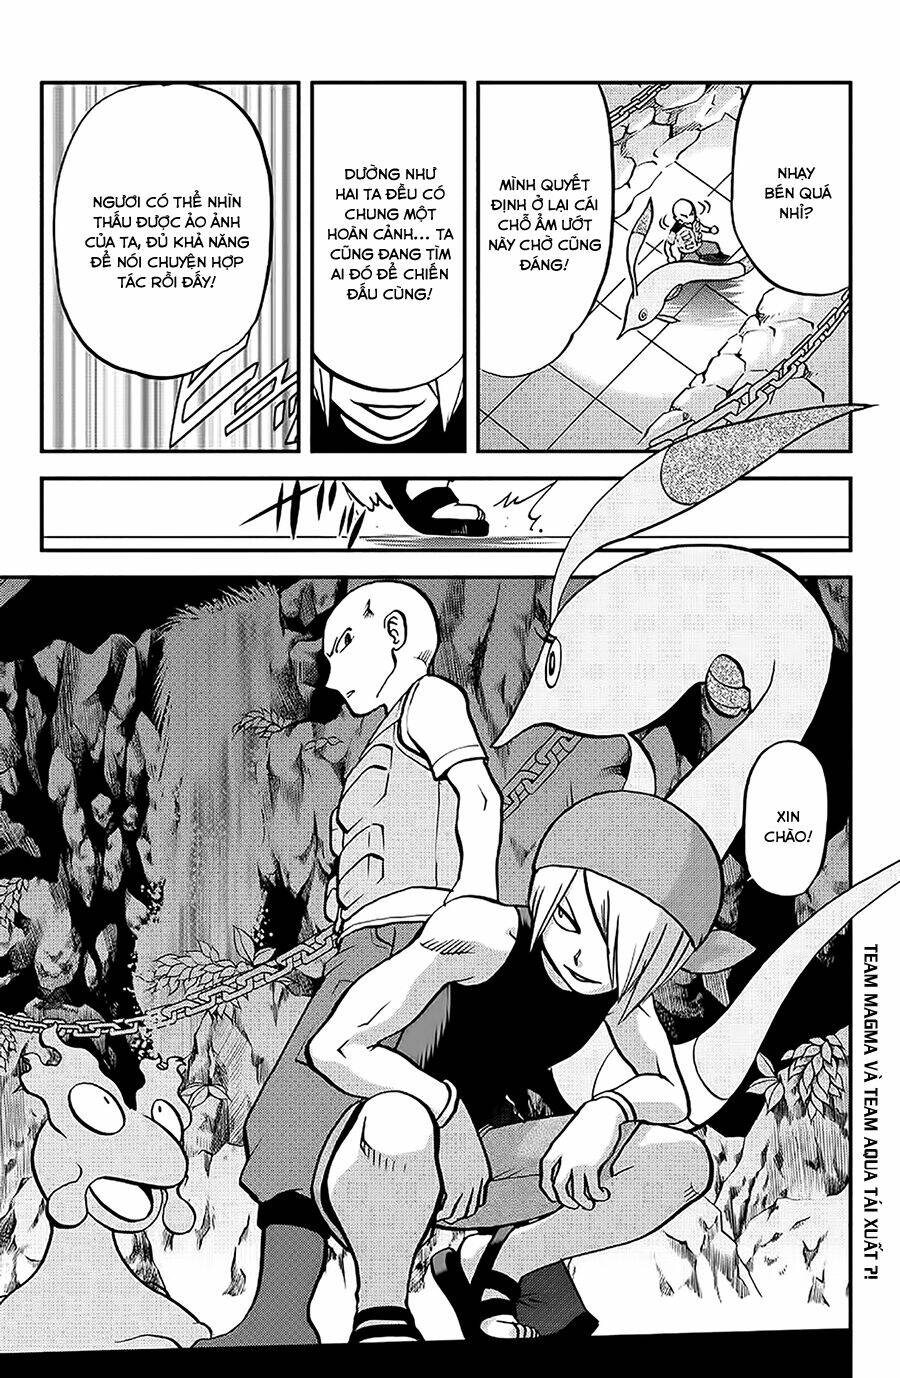 NHẠY
BÉN QUÁ
NHỈ?
MÌNH QUYẾT
ĐỊNH Ở LẠI CÁI
CHỖ ẨM ƯỚT
NÀY CHỜ CŨNG
ĐÁNG!
DƯỜNG NHƯ
HAI TA ĐỀU CÓ
CHUNG MỘT
HOÀN CẢNH... TA
CŨNG ĐANG TÌM
AI ĐÓ ĐỂ CHIẾN
ĐẤU CÙNG!
NGƯƠI CÓ THỂ NHÌN
THẤU ĐƯỢC ẢO ẢNH
CỦA TA, ĐỦ KHẢ NĂNG
ĐỂ NÓI CHUYỆN HỢP
TÁC RỒI ĐẤY!
XIN
CHÀO!
TEAM MAGMA VÀ TEAM AQUA TÁI XUẤT ?!